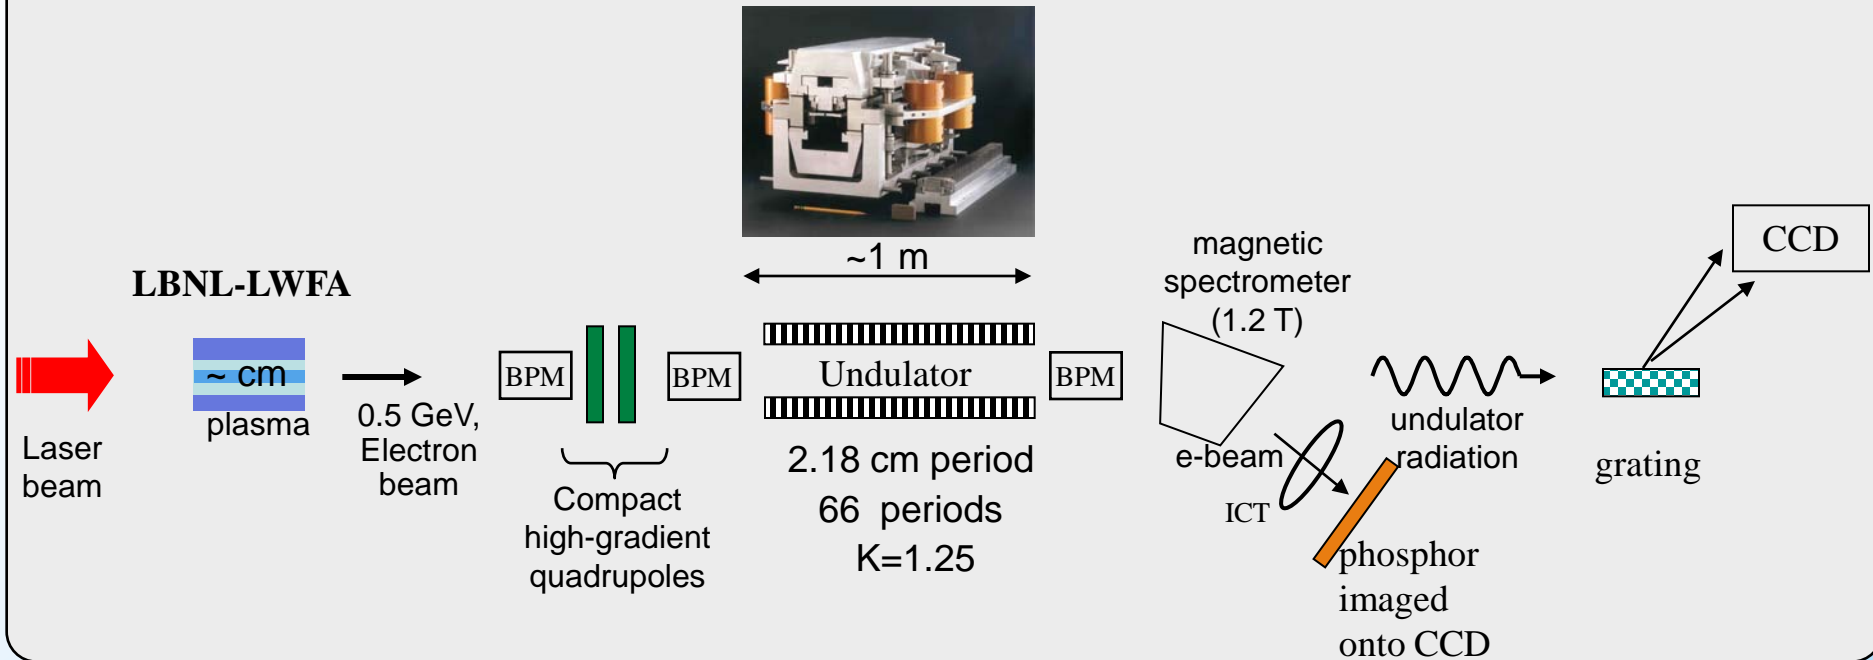 ~1 m
LBNL-LWFA
Laser
beam
~ cm
plasma
0.5 GeV,
Electron
beam
BPM
Compact
high-gradient
quadrupoles
BPM
Undulator
2.18 cm period
66 periods
K=1.25
BPM
magnetic
spectrometer
(1.2 T)
e-beam
ICT
phosphor
imaged
onto CCD
undulator
radiation
grating
CCD